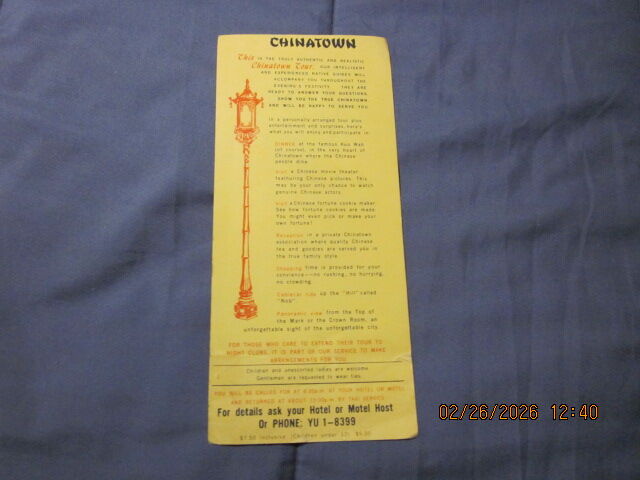 CHINATOWN
This IS THE TRULY AUTHENTIC AND REALISTIC
Chinatown Tour. OUR INTELLIGENT
AND EXPERIENCED NATIVE GUIDES WILL
ACCOMPANY YOU THROUGHOUT THE
EVENING'S FESTIVITY. THEY ARE
READY TO ANSWER YOUR QUESTIONS,
SHOW YOU THE TRUE CHINATOWN
AND WILL BE HAPPY TO SERVE YOU.
In a personally arranged tour plus
entertainment and surprises, here's
what you will enjoy and participate in:
DINNER at the famous Kuo Wah
(of course), in the very heart of
Chinatown where the Chinese
people dine.
Visit a Chinese movie theater
feathuring Chinese pictures. This
may be your only chance to watch
genuine Chinese actors.
Visit a Chinese fortune cookie maker.
See how fortune cookies are made.
You might even pick or make your
own fortune!
Reception in a private Chinatown
association where quality Chinese
tea and goodies are served you in
the true family style.
Shopping time is provided for your
convience--no rushing, no hurrying,
no crowding.
Cablecar ride up the "Hill" called
"Nob".
Panoramic view from the Top of
the Mark or the Crown Room, an
unforgettable sight of the unforgettable city.
FOR THOSE WHO CARE TO EXTEND THEIR TOUR TO
NIGHT CLUBS, IT IS PART OF OUR SERVICE TO MAKE
ARRANGEMENTS FOR YOU.
Children and unescorted ladies are welcome.
Gentlemen are requested to wear ties.
YOU WILL BE CALLED FOR AT p.m. AT YOUR HOTEL OR MOTEL
AND RETURNED AT ABOUT BY TAXI SERVICE.
For details ask your Hotel or Motel Host
Or PHONE: YU 1-8399
$7.50 inclusive (Children under 12)
02/26/2026 12:40